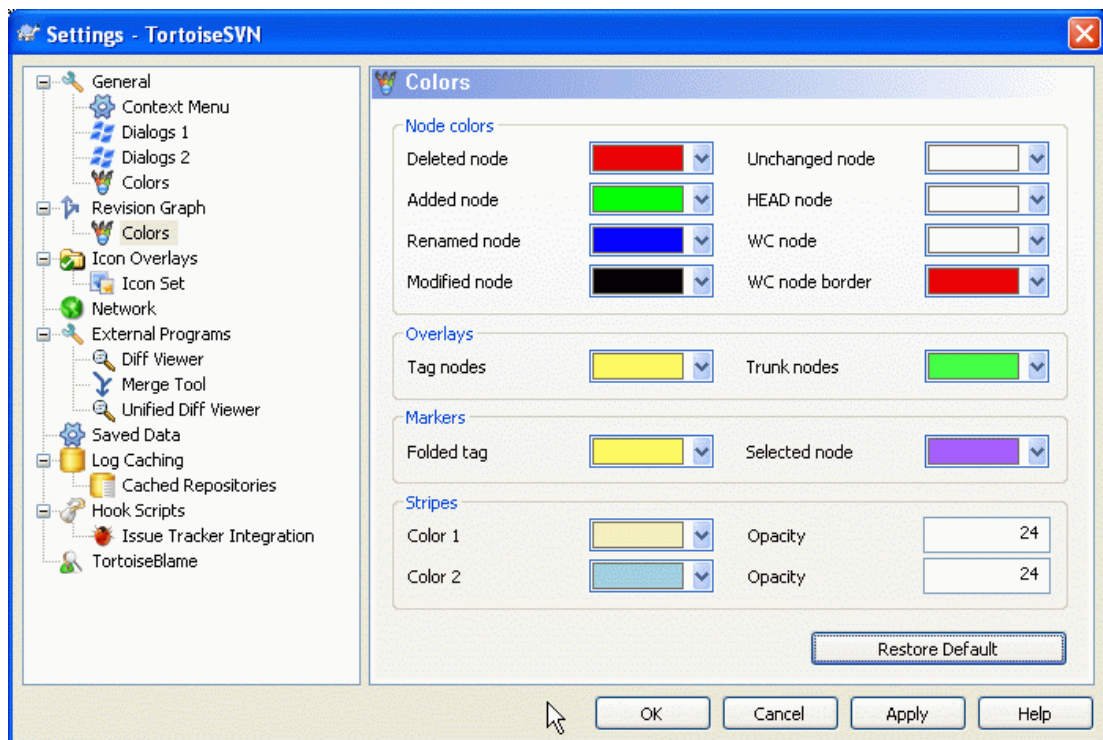 Settings - TortoiseSVN
General
Context Menu
Dialogs 1
Dialogs 2
Colors
Revision Graph
Colors
Icon Overlays
Icon Set
Network
External Programs
Diff Viewer
Merge Tool
Unified Diff Viewer
Saved Data
Log Caching
Cached Repositories
Hook Scripts
Issue Tracker Integration
TortoiseBlame
Colors
Node colors
Deleted node Unchanged node
Added node HEAD node
Renamed node WC node
Modified node WC node border
Overlays
Tag nodes Trunk nodes
Markers
Folded tag Selected node
Stripes
Color 1 Opacity 24
Color 2 Opacity 24
Restore Default
OK Cancel Apply Help